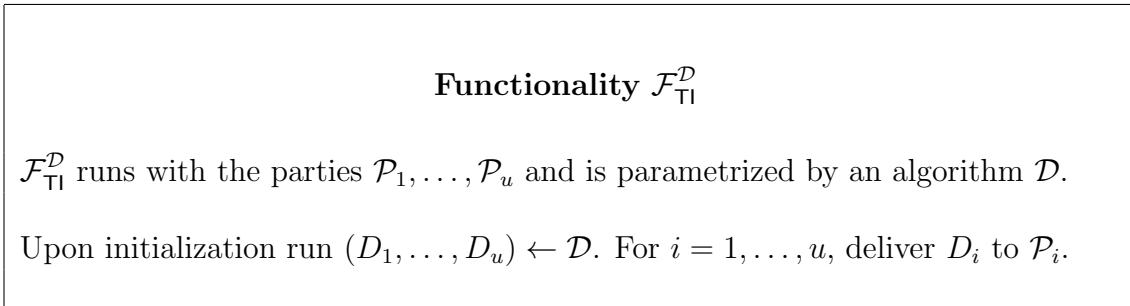 Functionality $\mathcal{F}_{\mathsf{TI}}^{\mathcal{D}}$
$\mathcal{F}_{\mathsf{TI}}^{\mathcal{D}}$ runs with the parties $\mathcal{P}_1, \ldots, \mathcal{P}_u$ and is parametrized by an algorithm $\mathcal{D}$.
Upon initialization run $(D_1, \ldots, D_u) \leftarrow \mathcal{D}$. For $i = 1, \ldots, u$, deliver $D_i$ to $\mathcal{P}_i$.